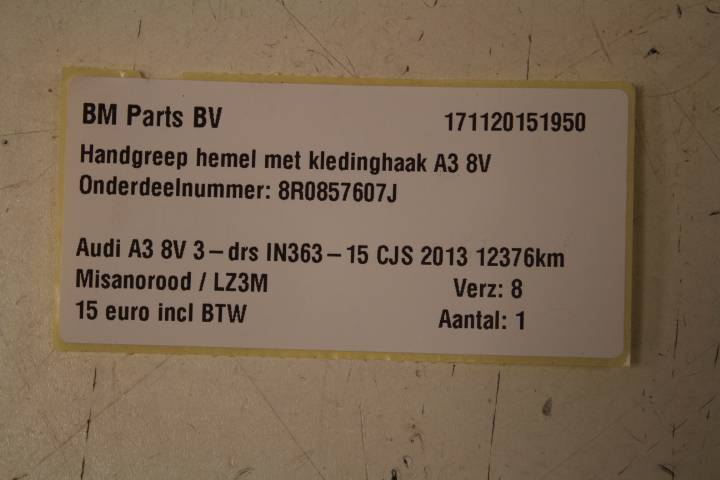 BM Parts BV 171120151950
Handgreep hemel met kledinghaak A3 8V
Onderdeelnummer: 8R0857607J
Audi A3 8V 3-drs IN363-15 CJS 2013 12376km
Misanorood / LZ3M Verz: 8
15 euro incl BTW Aantal: 1